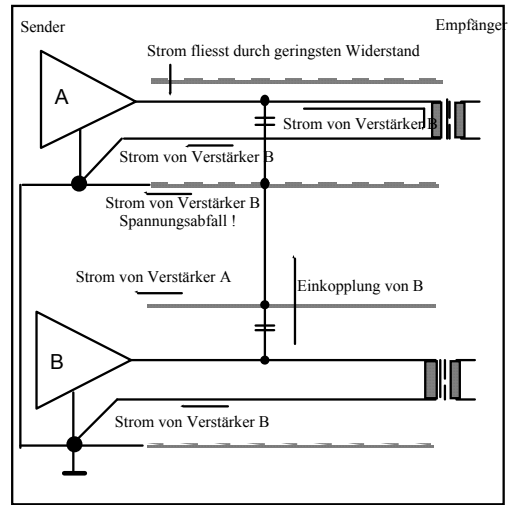 Sender
Empfänger
Strom fliesst durch geringsten Widerstand
A
Strom von Verstärker B
Strom von Verstärker B
Strom von Verstärker B
Spannungsabfall !
Strom von Verstärker A
Einkopplung von B
B
Strom von Verstärker B